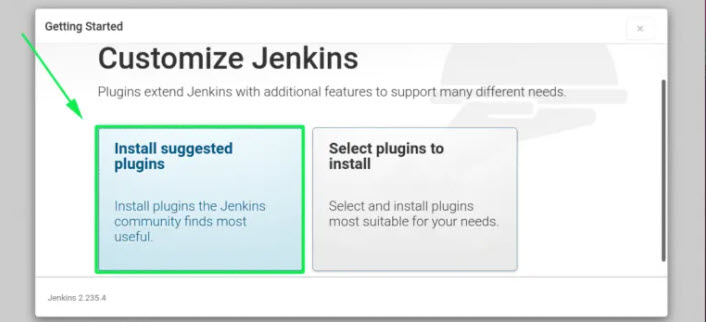 Getting Started
×
Customize Jenkins
Plugins extend Jenkins with additional features to support many different needs.
Install suggested
plugins
Install plugins the Jenkins
community finds most
useful.
Select plugins to
install
Select and install plugins
most suitable for your needs.
Jenkins 2.235.4